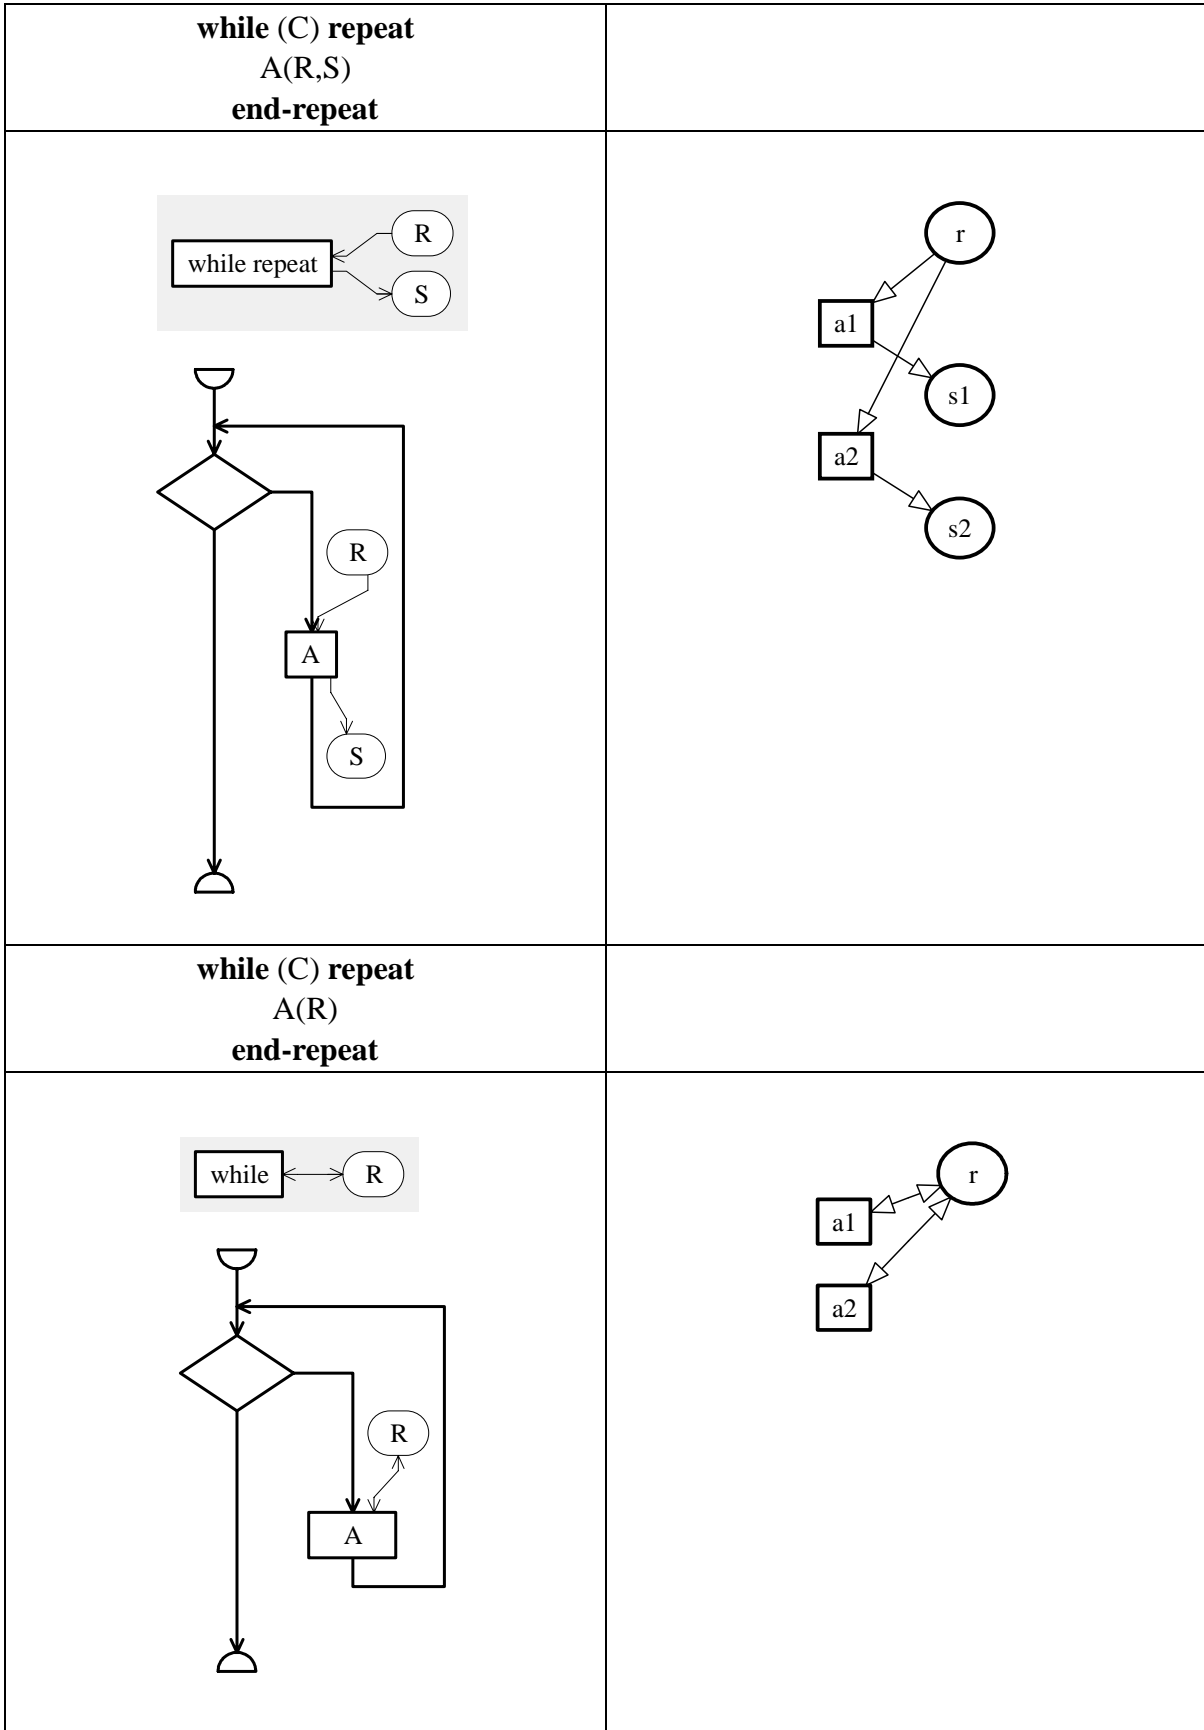 while (C) repeat
A(R,S)
end-repeat
R
while repeat
S
R
A
S
r
a1
s1
a2
s2
while (C) repeat
A(R)
end-repeat
while
R
R
A
r
a1
a2